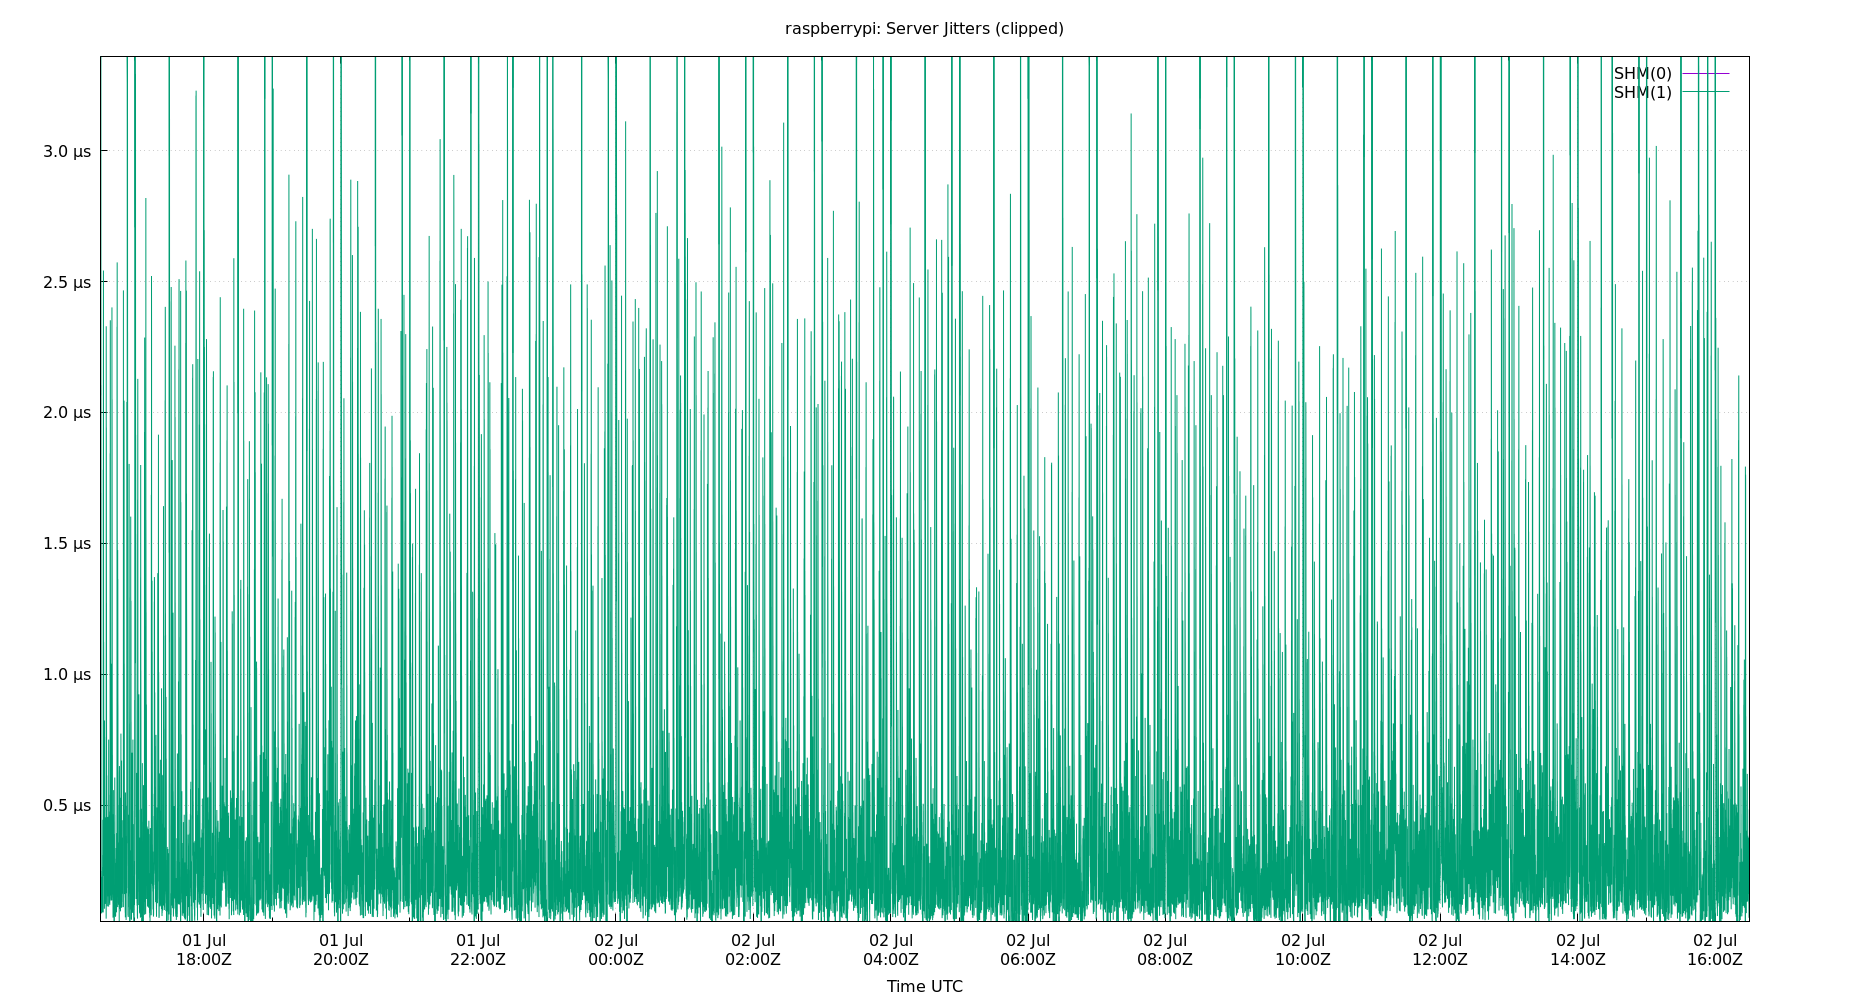 raspberrypi: Server Jitters (clipped)
SHM(0)
SHM(1)
3.0 µs
2.5 µs
2.0 µs
1.5 µs
1.0 µs
0.5 µs
01 Jul 01 Jul 01 Jul 02 Jul 02 Jul 02 Jul 02 Jul 02 Jul 02 Jul 02 Jul 02 Jul 02 Jul
18:00Z 20:00Z 22:00Z 00:00Z 02:00Z 04:00Z 06:00Z 08:00Z 10:00Z 12:00Z 14:00Z 16:00Z
Time UTC